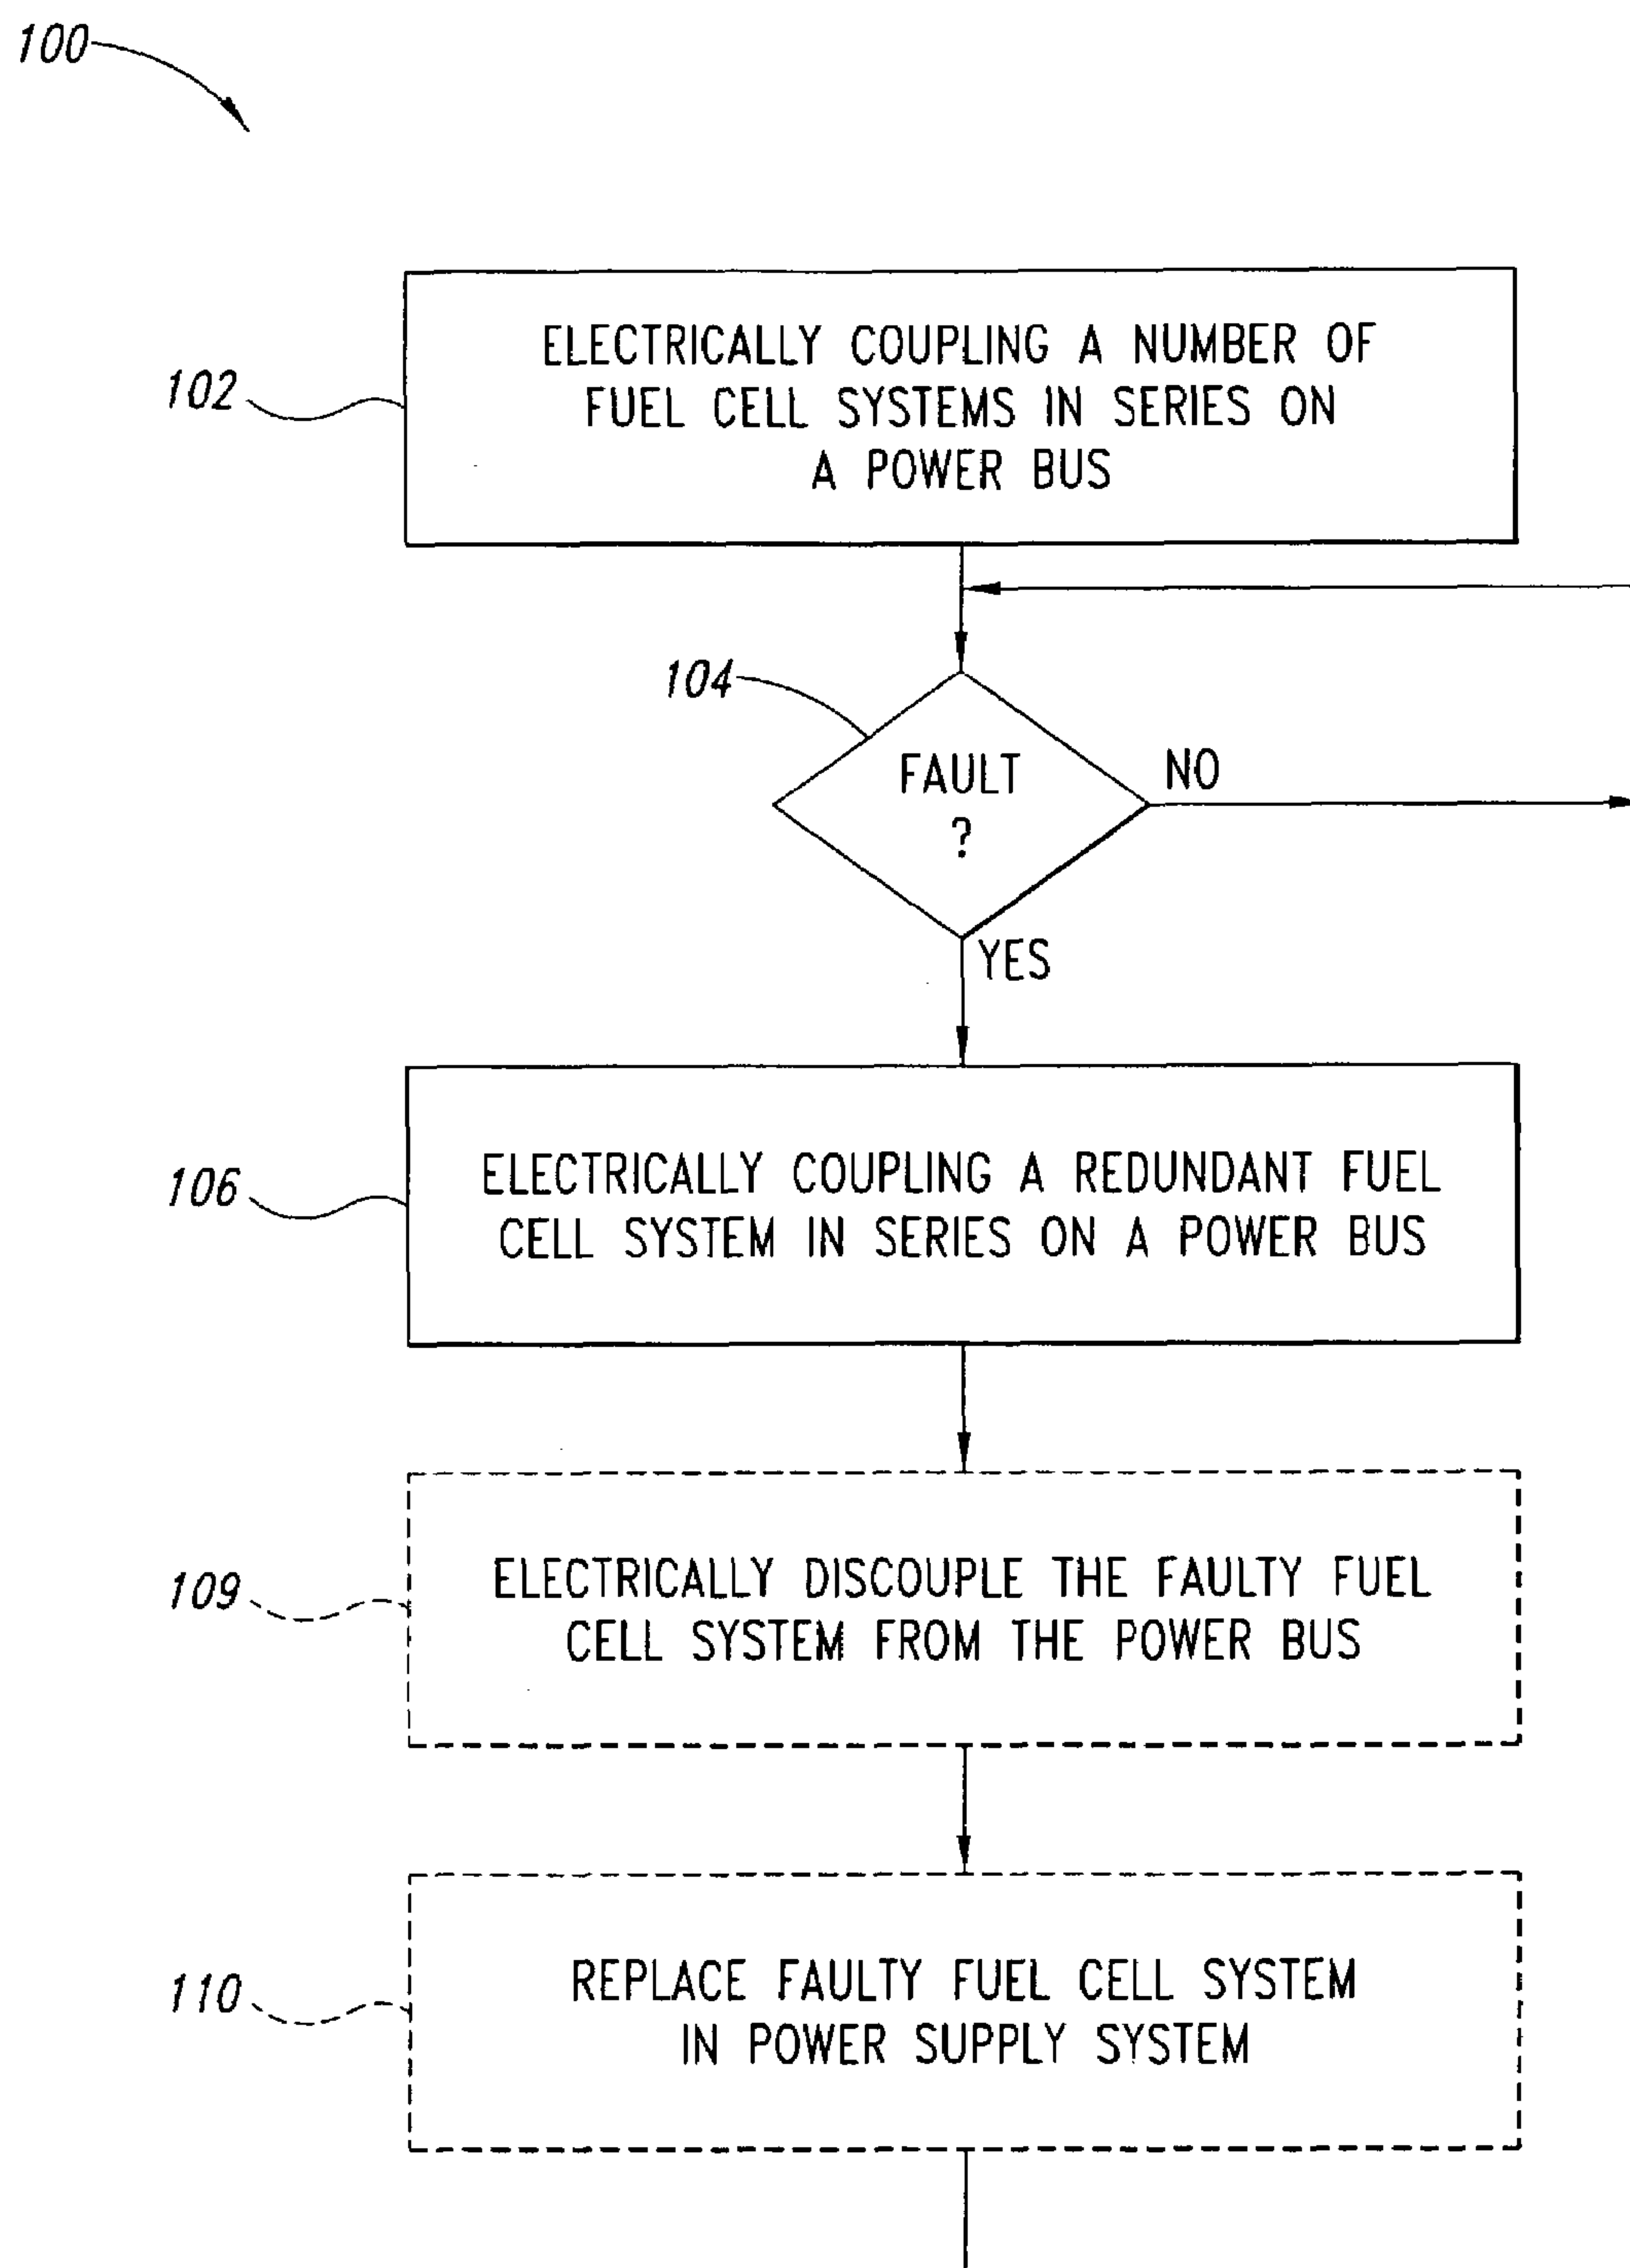 100
102
ELECTRICALLY COUPLING A NUMBER OF
FUEL CELL SYSTEMS IN SERIES ON
A POWER BUS
104
FAULT
?
NO
YES
106
ELECTRICALLY COUPLING A REDUNDANT FUEL
CELL SYSTEM IN SERIES ON A POWER BUS
109
ELECTRICALLY DISCOUPLE THE FAULTY FUEL
CELL SYSTEM FROM THE POWER BUS
110
REPLACE FAULTY FUEL CELL SYSTEM
IN POWER SUPPLY SYSTEM